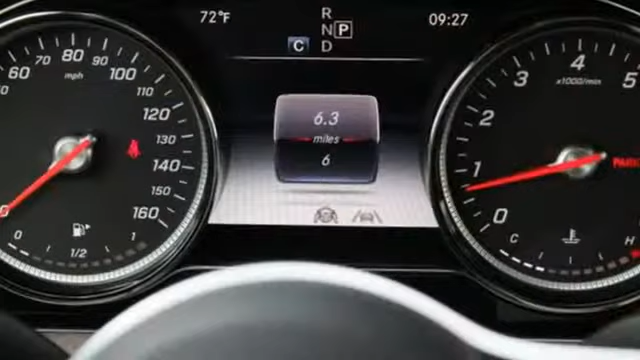 72°F
R
N P
D
C
09:27
60 70 80 90 100
mph
110
120
130
140
150
160
0 1/2 1
6.3
miles
6
0 1 2 3 4 5
x1000/min
PARK
C H